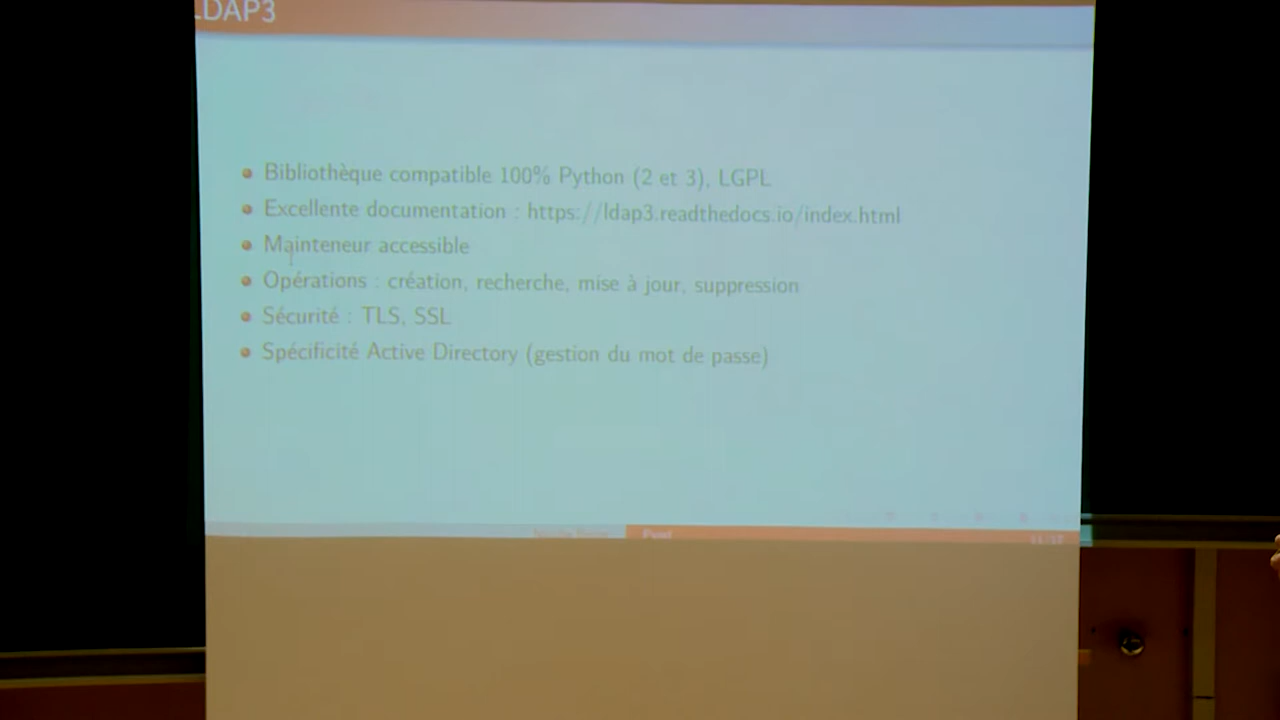 LDAP3
Bibliothèque compatible 100% Python (2 et 3), LGPL
Excellente documentation : https://ldap3.readthedocs.io/index.html
Mainteneur accessible
Opérations : création, recherche, mise à jour, suppression
Sécurité : TLS, SSL
Spécificité Active Directory (gestion du mot de passe)